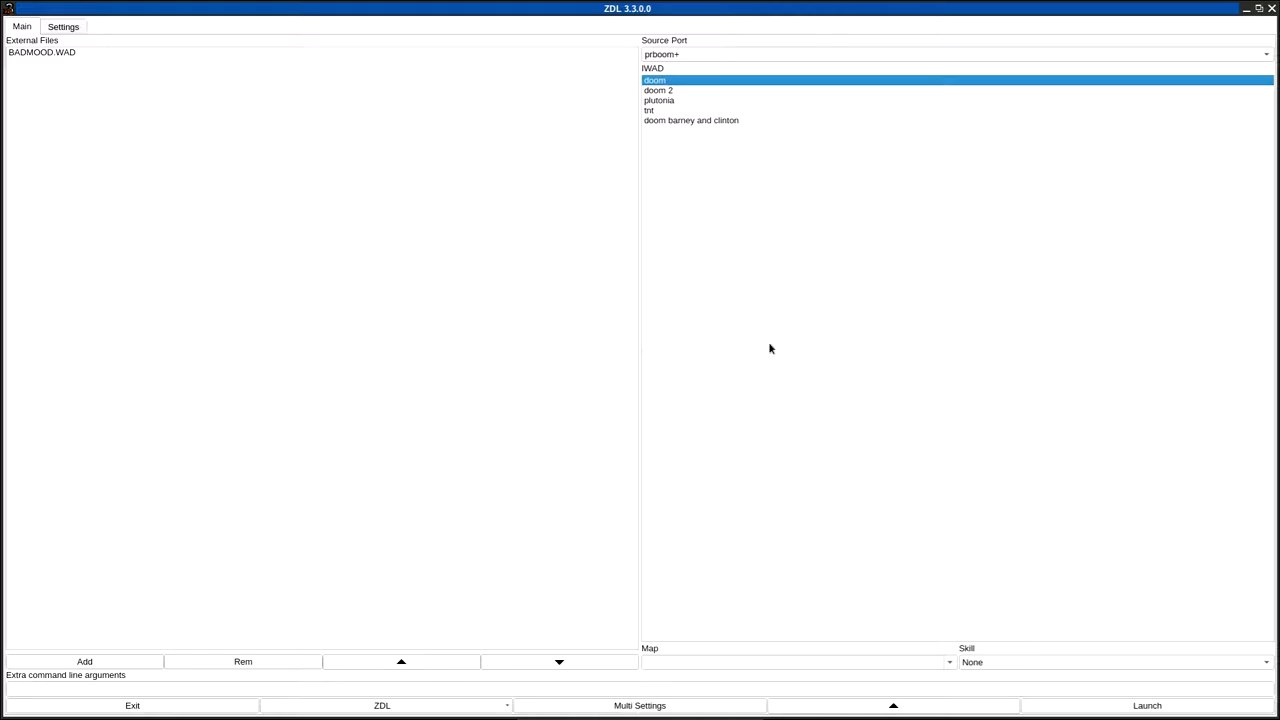 ZDL 3.3.0.0
Main
Settings
External Files
BADMOOD.WAD
Source Port
prboom+
IWAD
doom
doom 2
plutonia
tnt
doom barney and clinton
Map
Skill
None
Add
Rem
Extra command line arguments
Exit
ZDL
Multi Settings
Launch